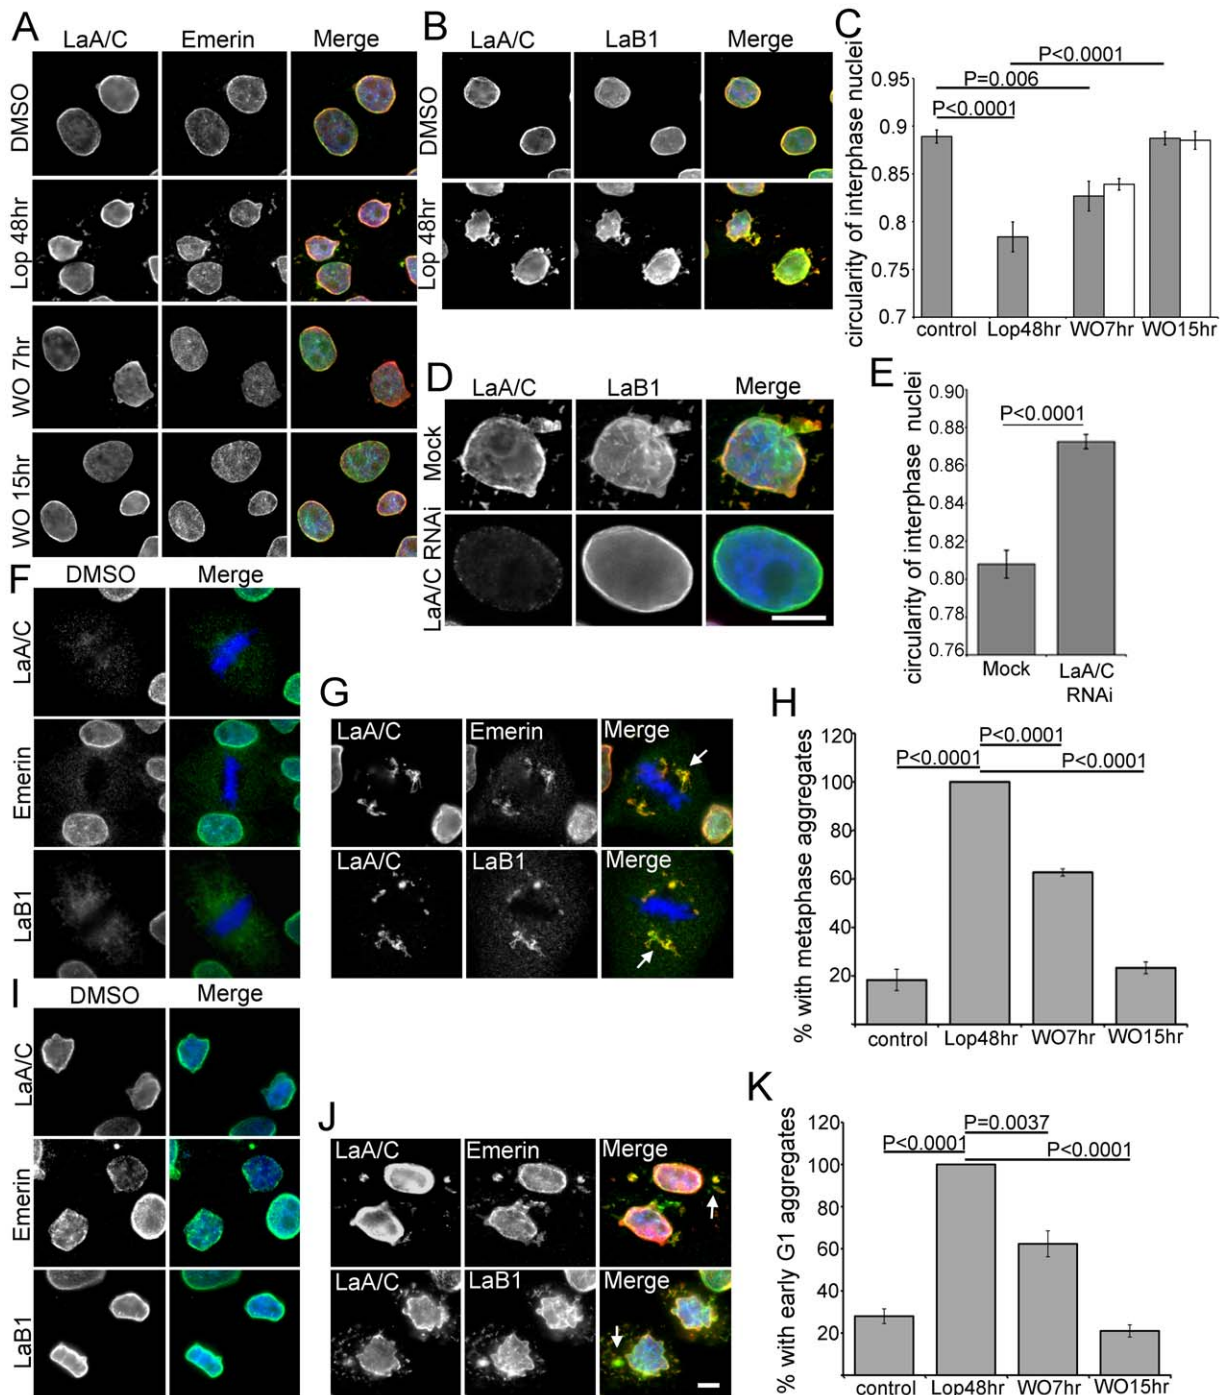 A
LaA/C Emerin Merge
DMSO
Lop 48hr
WO 7hr
WO 15hr
B
LaA/C LaB1 Merge
DMSO
Lop 48hr
C
P<0.0001
P=0.006
P<0.0001
circularity of interphase nuclei
0.95
0.9
0.85
0.8
0.75
0.7
control Lop48hr WO7hr WO15hr
D
LaA/C LaB1 Merge
Mock
LaA/C RNAi
E
P<0.0001
circularity of interphase nuclei
0.90
0.88
0.86
0.84
0.82
0.80
0.78
0.76
Mock LaA/C
RNAi
F
DMSO Merge
LaA/C
Emerin
LaB1
G
LaA/C Emerin Merge
LaA/C LaB1 Merge
H
P<0.0001
P<0.0001
P<0.0001
% with metaphase aggregates
120
100
80
60
40
20
control Lop48hr WO7hr WO15hr
I
DMSO Merge
LaA/C
Emerin
LaB1
J
LaA/C Emerin Merge
LaA/C LaB1 Merge
K
P=0.0037
P<0.0001
P<0.0001
% with early G1 aggregates
120
100
80
60
40
20
control Lop48hr WO7hr WO15hr